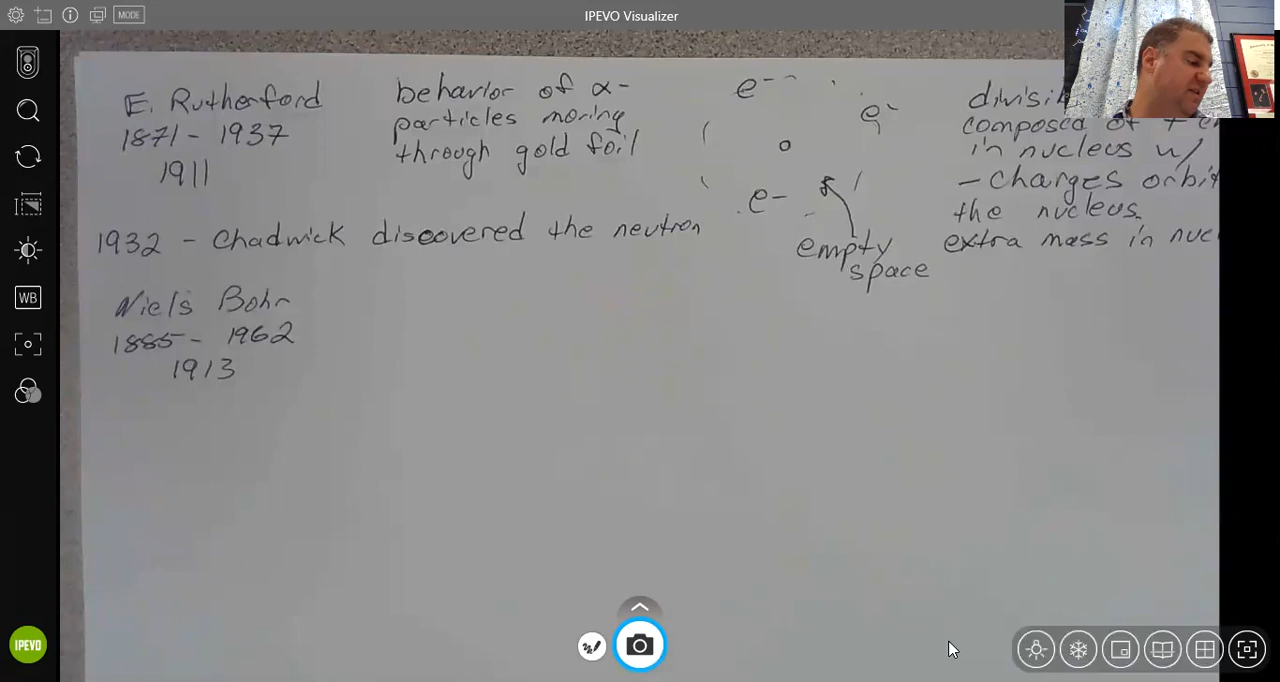 IPEVO Visualizer
MODE
WB
IPEVO
E. Rutherford
1871 - 1937
1911
behavior of α-
particles moving
through gold foil
e-
e-
e-
empty
space
composed of +
in nucleus w/
- charges orbit
the nucleus.
extra mass in nuc
1932 - Chadwick discovered the neutron
Niels Bohr
1885 - 1962
1913